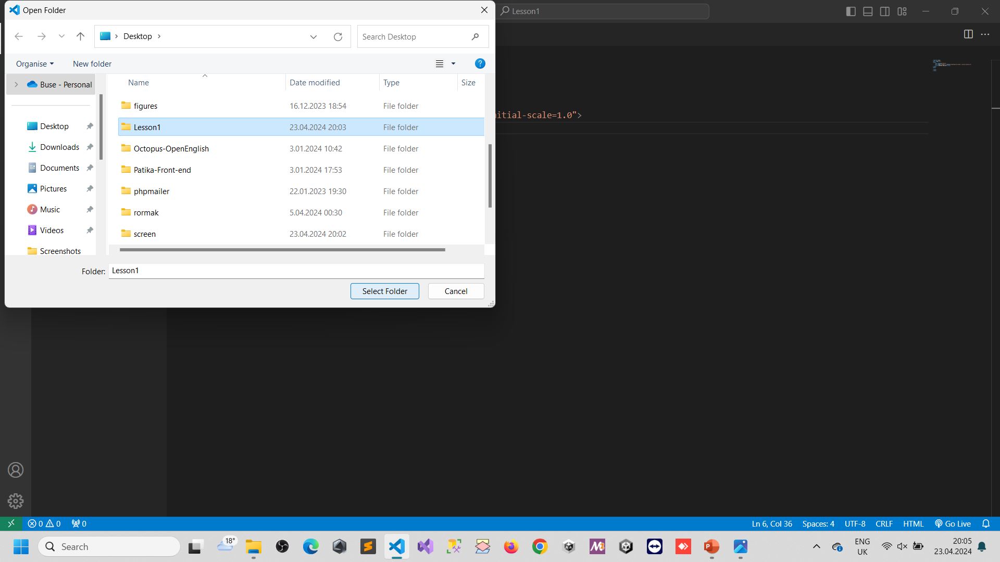 Open Folder
Lesson1
Desktop
Search Desktop
Organise
New folder
Buse - Personal
Name
Date modified
Type
Size
Desktop
Downloads
Documents
Pictures
Music
Videos
Screenshots
figures 16.12.2023 18:54 File folder
Lesson1 23.04.2024 20:03 File folder
Octopus-OpenEnglish 3.01.2024 10:42 File folder
Patika-Front-end 3.01.2024 17:53 File folder
phpmailer 22.01.2023 19:30 File folder
rormak 5.04.2024 00:30 File folder
screen 23.04.2024 20:02 File folder
Folder: Lesson1
Select Folder
Cancel
nitial-scale=1.0">
0 0 0
Ln 6, Col 36
Spaces: 4
UTF-8
CRLF
HTML
Go Live
Search
18°
ENG
UK
20:05
23.04.2024